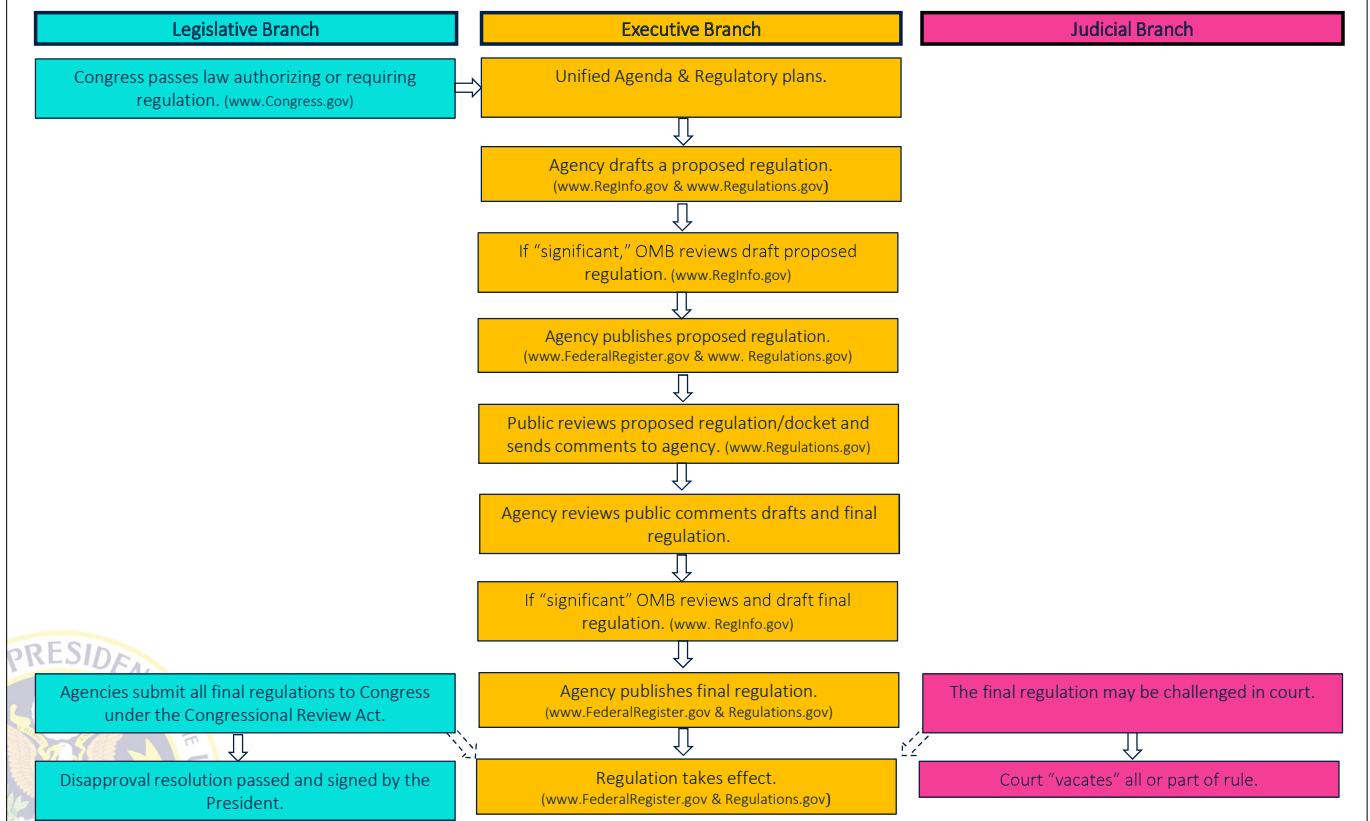 Legislative Branch
Executive Branch
Judicial Branch
Congress passes law authorizing or requiring
regulation. (www.Congress.gov)
Unified Agenda & Regulatory plans.
Agency drafts a proposed regulation.
(www.RegInfo.gov & www.Regulations.gov)
If “significant,” OMB reviews draft proposed
regulation. (www.RegInfo.gov)
Agency publishes proposed regulation.
(www.FederalRegister.gov & www. Regulations.gov)
Public reviews proposed regulation/docket and
sends comments to agency. (www.Regulations.gov)
Agency reviews public comments drafts and final
regulation.
If “significant” OMB reviews and draft final
regulation. (www. RegInfo.gov)
PRESIDEN
Agencies submit all final regulations to Congress
under the Congressional Review Act.
Agency publishes final regulation.
(www.FederalRegister.gov & Regulations.gov)
The final regulation may be challenged in court.
Disapproval resolution passed and signed by the
President.
Regulation takes effect.
(www.FederalRegister.gov & Regulations.gov)
Court “vacates” all or part of rule.